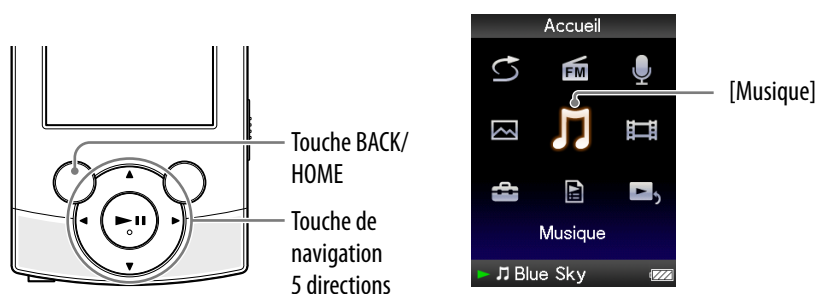 Touche BACK/
HOME
Touche de
navigation
5 directions
Accueil
FM
[Musique]
Musique
Blue Sky